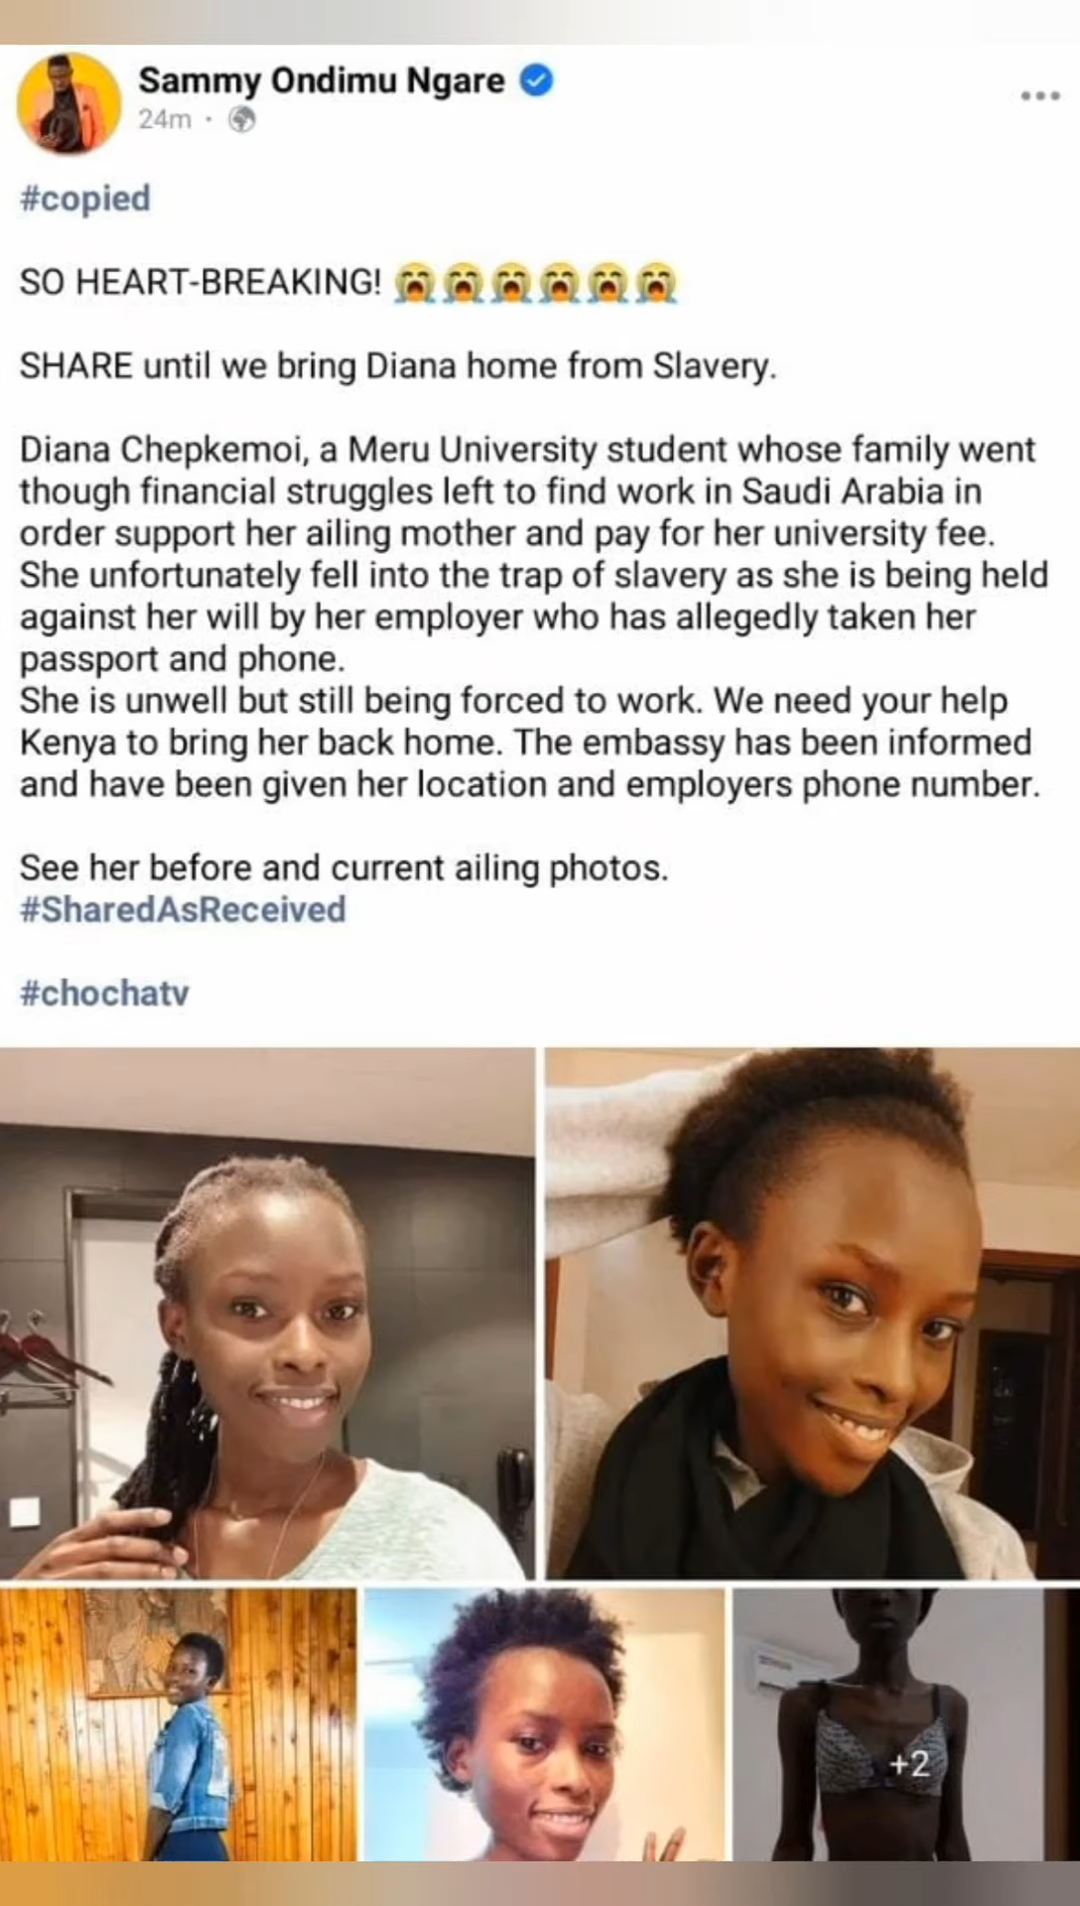 Sammy Ondimu Ngare
24m ·
#copied
SO HEART-BREAKING! 😭😭😭😭😭😭
SHARE until we bring Diana home from Slavery.
Diana Chepkemoi, a Meru University student whose family went
though financial struggles left to find work in Saudi Arabia in
order support her ailing mother and pay for her university fee.
She unfortunately fell into the trap of slavery as she is being held
against her will by her employer who has allegedly taken her
passport and phone.
She is unwell but still being forced to work. We need your help
Kenya to bring her back home. The embassy has been informed
and have been given her location and employers phone number.
See her before and current ailing photos.
#SharedAsReceived
#chochatv
+2